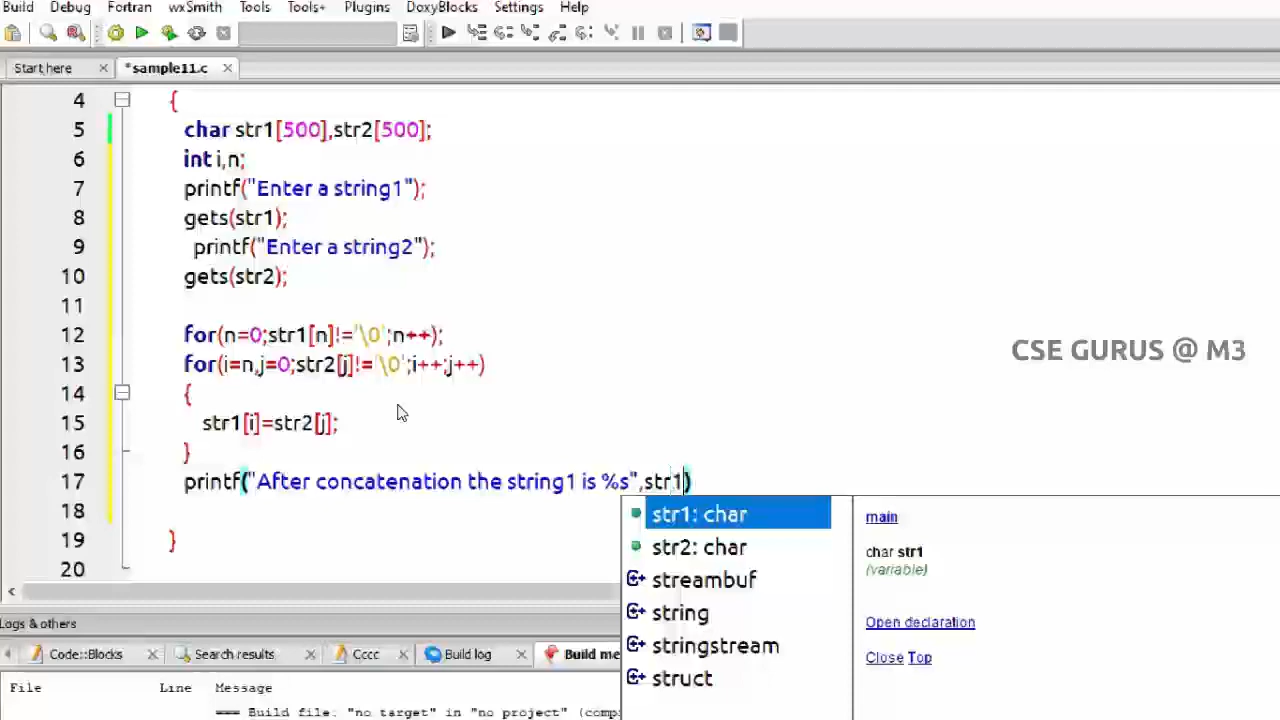 Build Debug Fortran wxSmith Tools Tools+ Plugins DoxyBlocks Settings Help
Start here *sample11.c
4 {
5 char str1[500],str2[500];
6 int i,n;
7 printf("Enter a string1");
8 gets(str1);
9 printf("Enter a string2");
10 gets(str2);
11
12 for(n=0;str1[n]!='\0';n++);
13 for(i=n,j=0;str2[j]!='\0';i++;j++)
14 {
15 str1[i]=str2[j];
16 }
17 printf("After concatenation the string1 is %s",str1)
18
19 }
20
CSE GURUS @ M3
str1: char
str2: char
streambuf
string
stringstream
struct
main
char str1
(variable)
Open declaration
Close Top
Logs & others
Code::Blocks Search results Cccc Build log Build me
File Line Message
=== Build file: "no target" in "no project" (comp